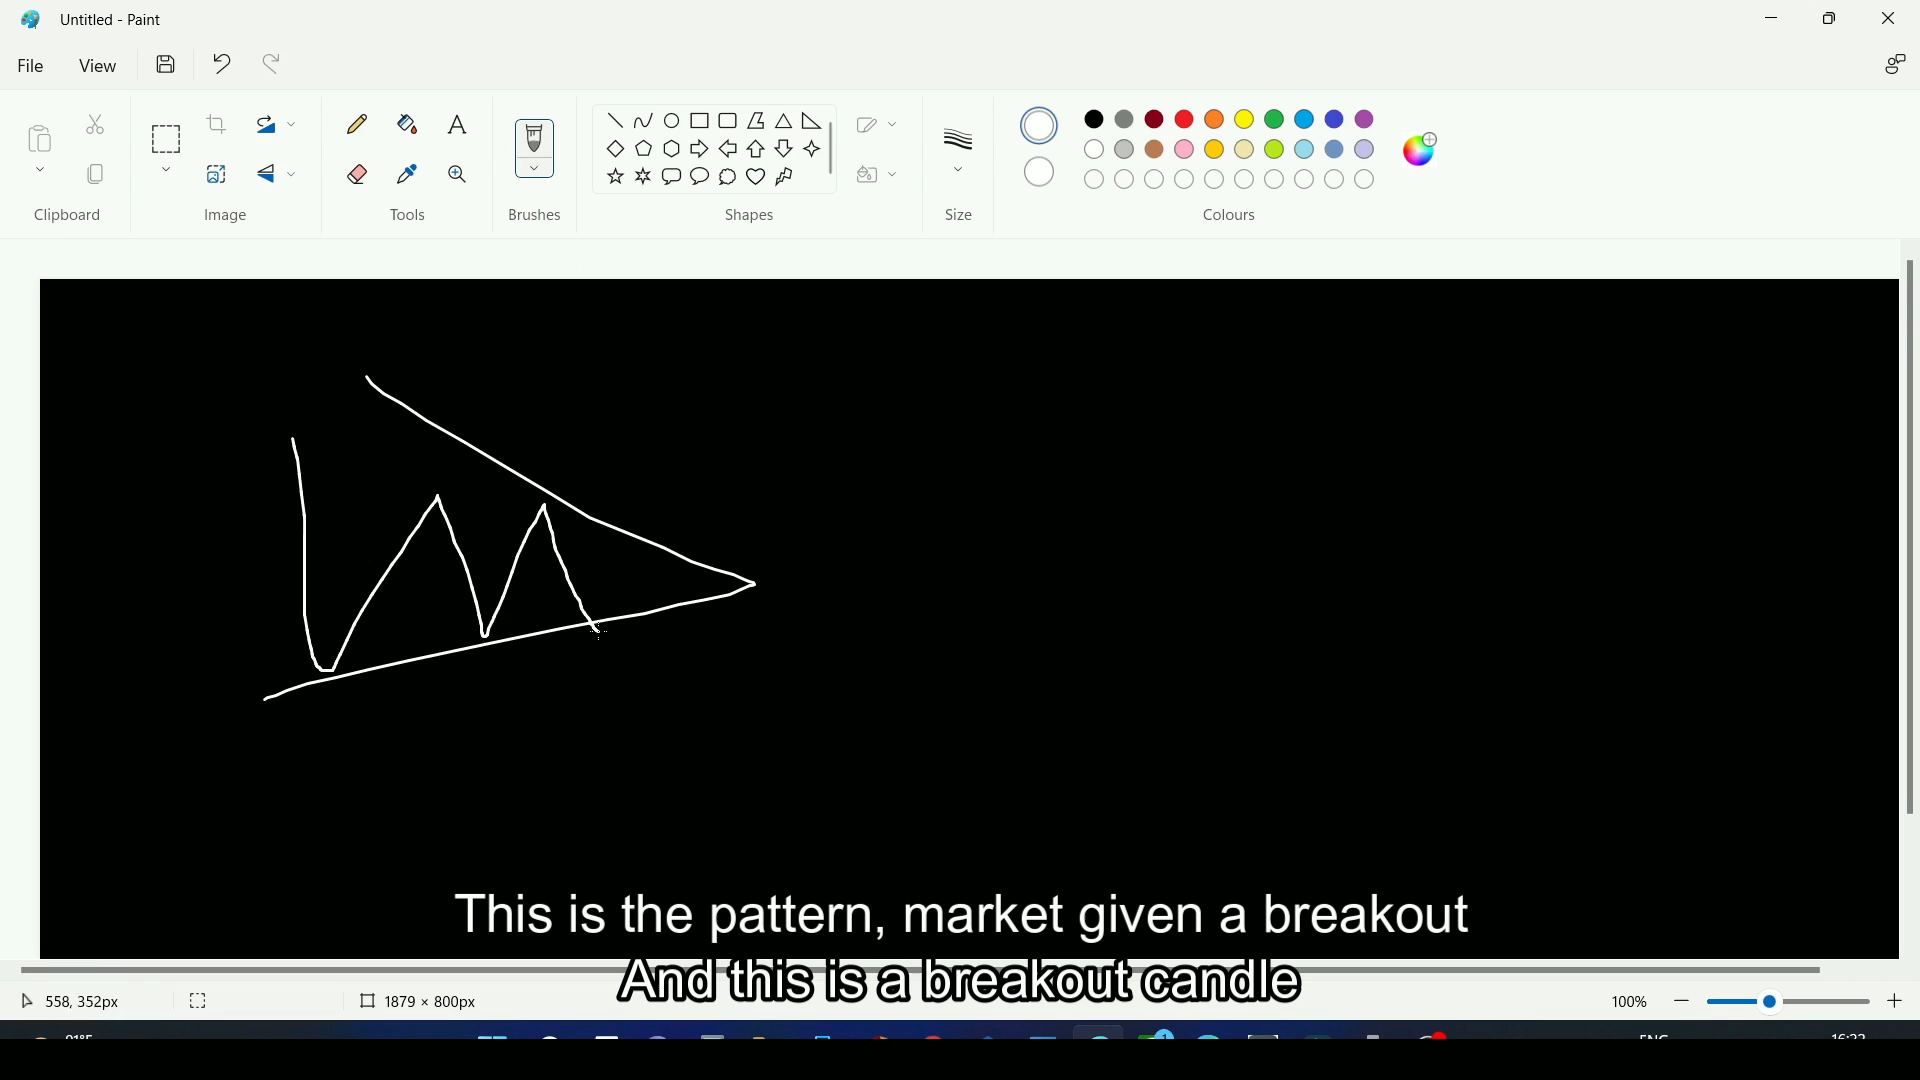 Untitled - Paint
File View
Clipboard Image Tools Brushes Shapes Size Colours
This is the pattern, market given a breakout
And this is a breakout candle
558, 352px 1879 × 800px 100%